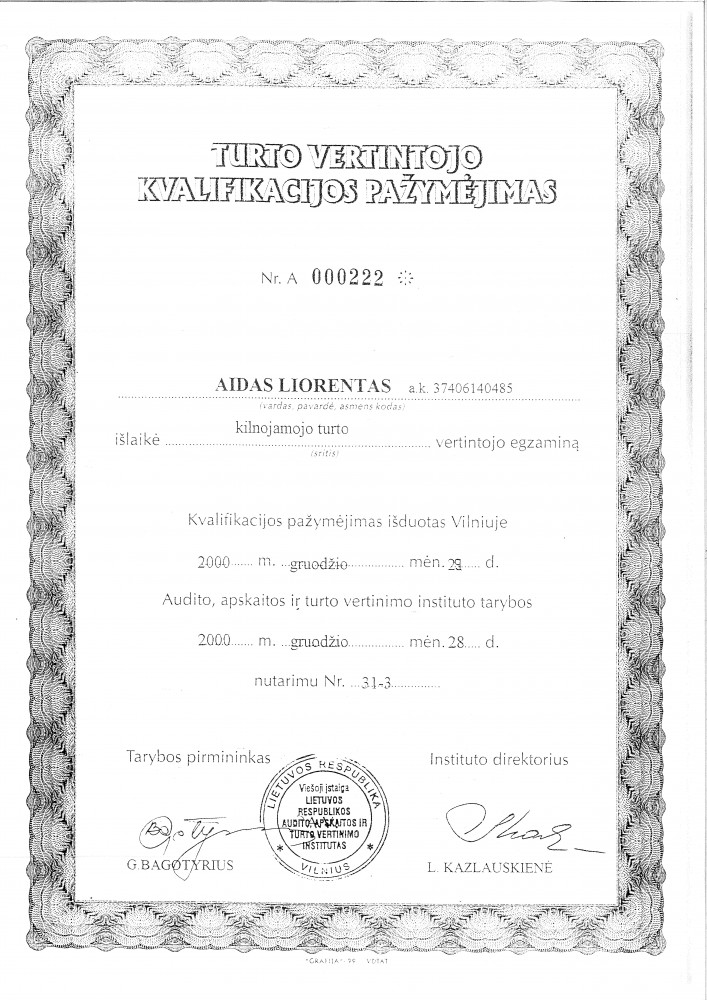 TURTO VERTINTOJO
KVALIFIKACIJOS PAŽYMĖJIMAS
Nr. A 000222
AIDAS LIORENTAS a.k. 37406140485
(vardas, pavardė, asmens kodas)
išlaikė kilnojamojo turto vertintojo egzaminą
(sritis)
Kvalifikacijos pažymėjimas išduotas Vilniuje
2000 m. gruodžio mėn. 29 d.
Audito, apskaitos ir turto vertinimo instituto tarybos
2000 m. gruodžio mėn. 28 d.
nutarimu Nr. 31-3
Tarybos pirmininkas
Instituto direktorius
LIETUVOS RESPUBLIKA
Viešoji įstaiga
LIETUVOS
RESPUBLIKOS
AUDITO, APSKAITOS IR
TURTO VERTINIMO
INSTITUTAS
* VILNIUS *
G.BAGOTYRIUS
L. KAZLAUSKIENĖ